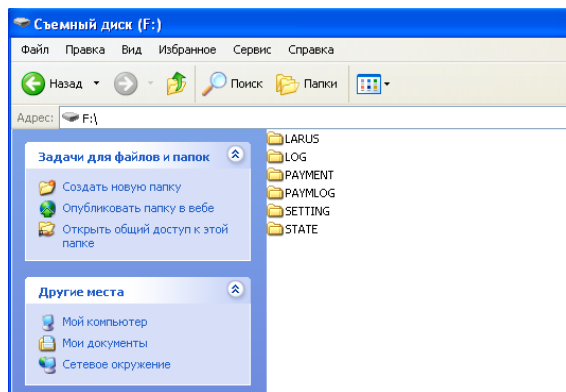 Съемный диск (F:)
Файл Правка Вид Избранное Сервис Справка
Назад Поиск Папки
Адрес: F:\
Задачи для файлов и папок
Создать новую папку
Опубликовать папку в вебе
Открыть общий доступ к этой
папке
Другие места
Мой компьютер
Мои документы
Сетевое окружение
LARUS
LOG
PAYMENT
PAYMLOG
SETTING
STATE